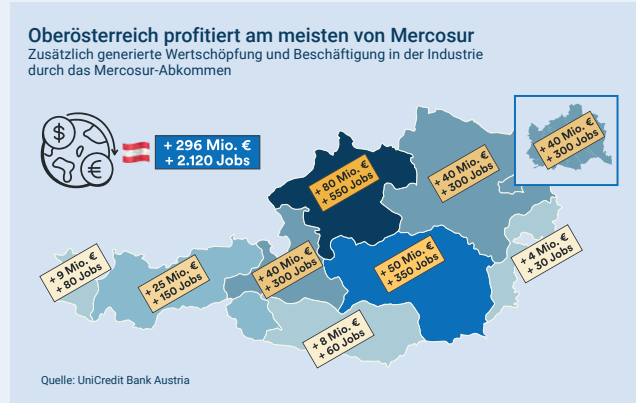 Oberösterreich profitiert am meisten von Mercosur
Zusätzlich generierte Wertschöpfung und Beschäftigung in der Industrie
durch das Mercosur-Abkommen
$
€
+ 296 Mio. €
+ 2.120 Jobs
+ 40 Mio. €
+ 300 Jobs
+ 80 Mio. €
+ 550 Jobs
+ 40 Mio. €
+ 300 Jobs
+ 9 Mio. €
+ 80 Jobs
+ 25 Mio. €
+ 150 Jobs
+ 40 Mio. €
+ 300 Jobs
+ 50 Mio. €
+ 350 Jobs
+ 4 Mio. €
+ 30 Jobs
+ 8 Mio. €
+ 60 Jobs
Quelle: UniCredit Bank Austria